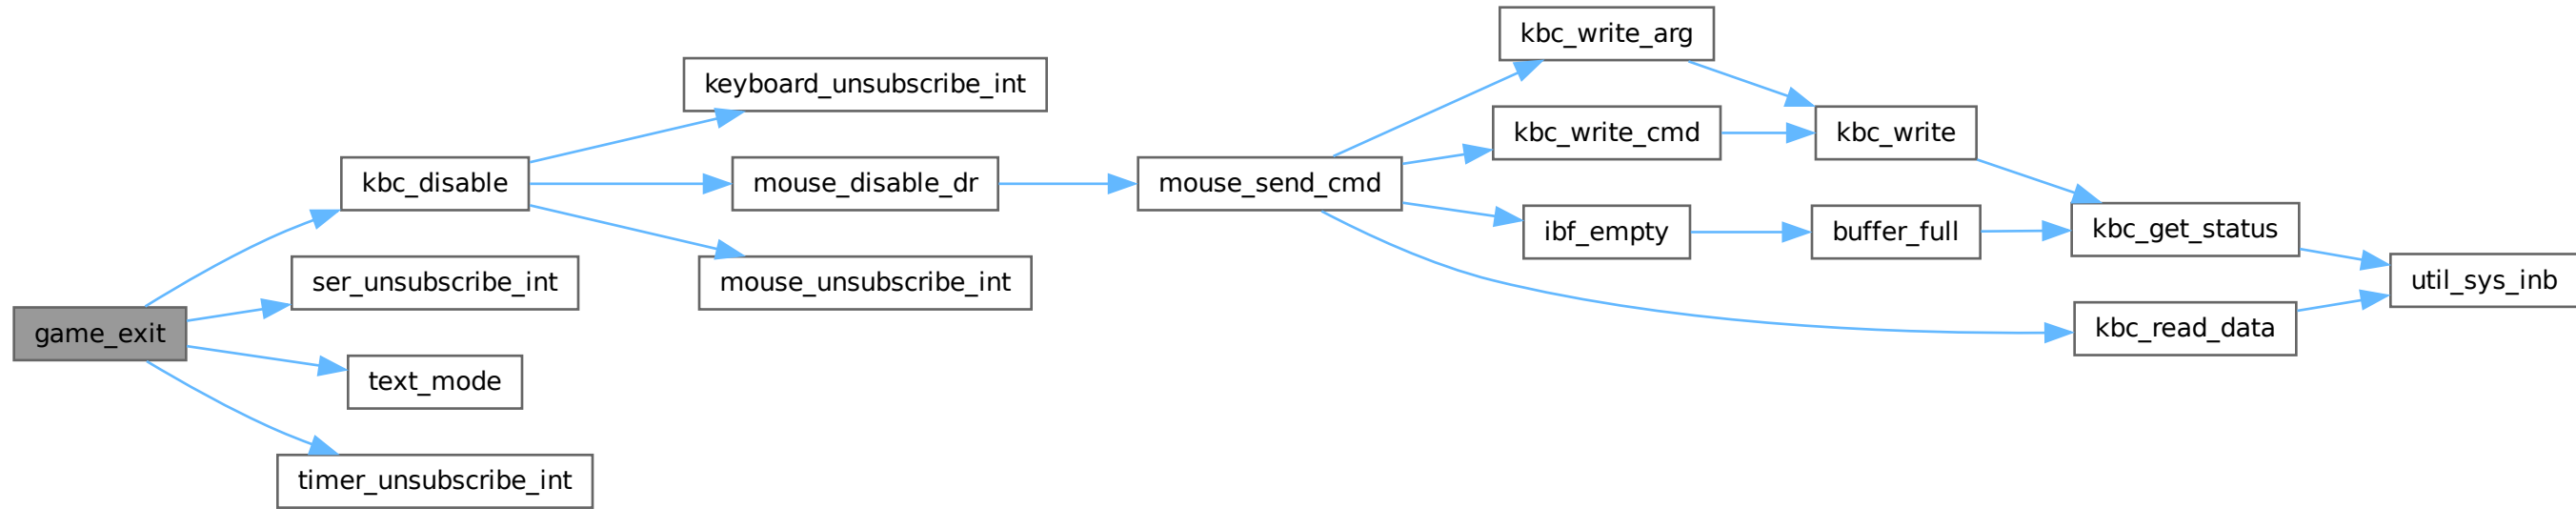 game_exit
kbc_disable
ser_unsubscribe_int
text_mode
timer_unsubscribe_int
keyboard_unsubscribe_int
mouse_disable_dr
mouse_unsubscribe_int
mouse_send_cmd
kbc_write_arg
kbc_write_cmd
ibf_empty
kbc_write
buffer_full
kbc_get_status
kbc_read_data
util_sys_inb